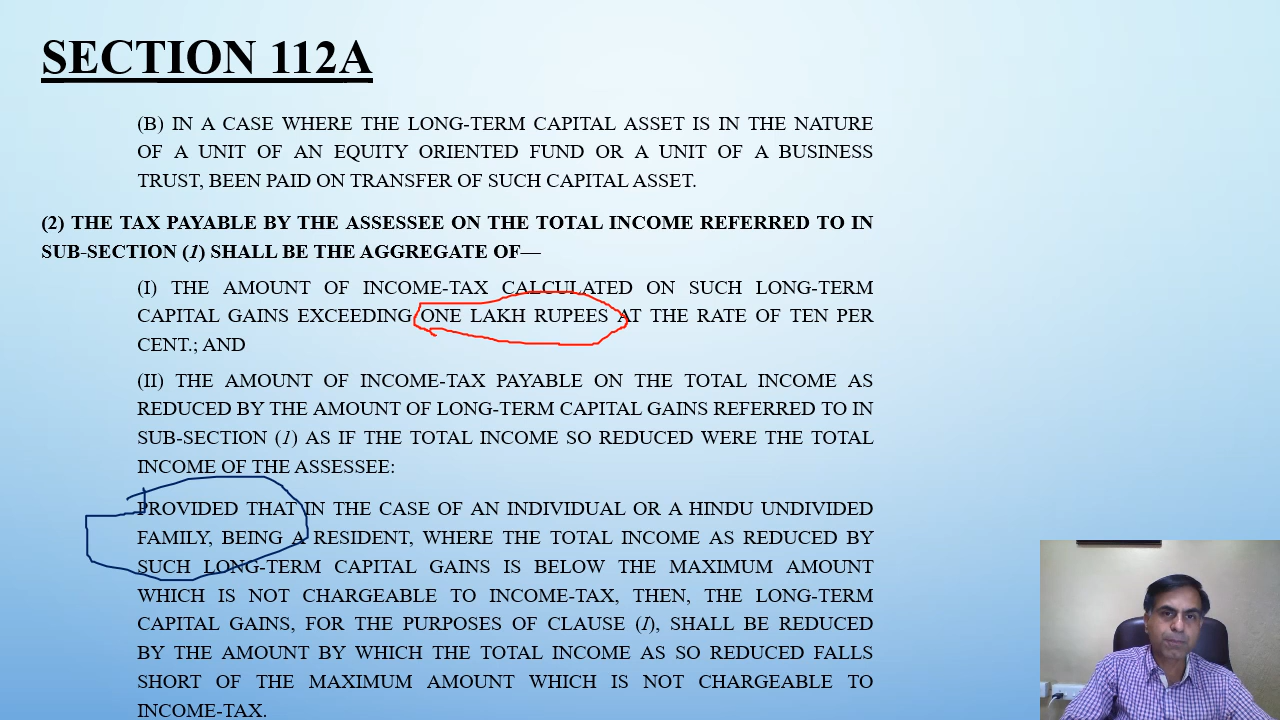 SECTION 112A
(B) IN A CASE WHERE THE LONG-TERM CAPITAL ASSET IS IN THE NATURE
OF A UNIT OF AN EQUITY ORIENTED FUND OR A UNIT OF A BUSINESS
TRUST, BEEN PAID ON TRANSFER OF SUCH CAPITAL ASSET.
(2) THE TAX PAYABLE BY THE ASSESSEE ON THE TOTAL INCOME REFERRED TO IN
SUB-SECTION (1) SHALL BE THE AGGREGATE OF—
(I) THE AMOUNT OF INCOME-TAX CALCULATED ON SUCH LONG-TERM
CAPITAL GAINS EXCEEDING ONE LAKH RUPEES AT THE RATE OF TEN PER
CENT.; AND
(II) THE AMOUNT OF INCOME-TAX PAYABLE ON THE TOTAL INCOME AS
REDUCED BY THE AMOUNT OF LONG-TERM CAPITAL GAINS REFERRED TO IN
SUB-SECTION (1) AS IF THE TOTAL INCOME SO REDUCED WERE THE TOTAL
INCOME OF THE ASSESSEE:
PROVIDED THAT IN THE CASE OF AN INDIVIDUAL OR A HINDU UNDIVIDED
FAMILY, BEING A RESIDENT, WHERE THE TOTAL INCOME AS REDUCED BY
SUCH LONG-TERM CAPITAL GAINS IS BELOW THE MAXIMUM AMOUNT
WHICH IS NOT CHARGEABLE TO INCOME-TAX, THEN, THE LONG-TERM
CAPITAL GAINS, FOR THE PURPOSES OF CLAUSE (I), SHALL BE REDUCED
BY THE AMOUNT BY WHICH THE TOTAL INCOME AS SO REDUCED FALLS
SHORT OF THE MAXIMUM AMOUNT WHICH IS NOT CHARGEABLE TO
INCOME-TAX.